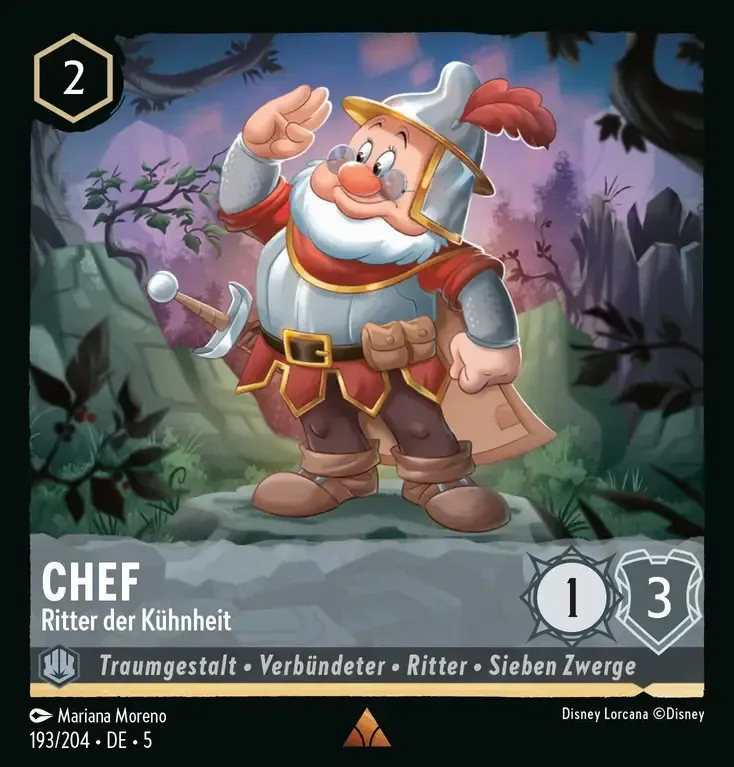 2
CHEF
Ritter der Kühnheit
1
3
Traumgestalt • Verbündeter • Ritter • Sieben Zwerge
Mariana Moreno
Disney Lorcana ©Disney
193/204 • DE • 5